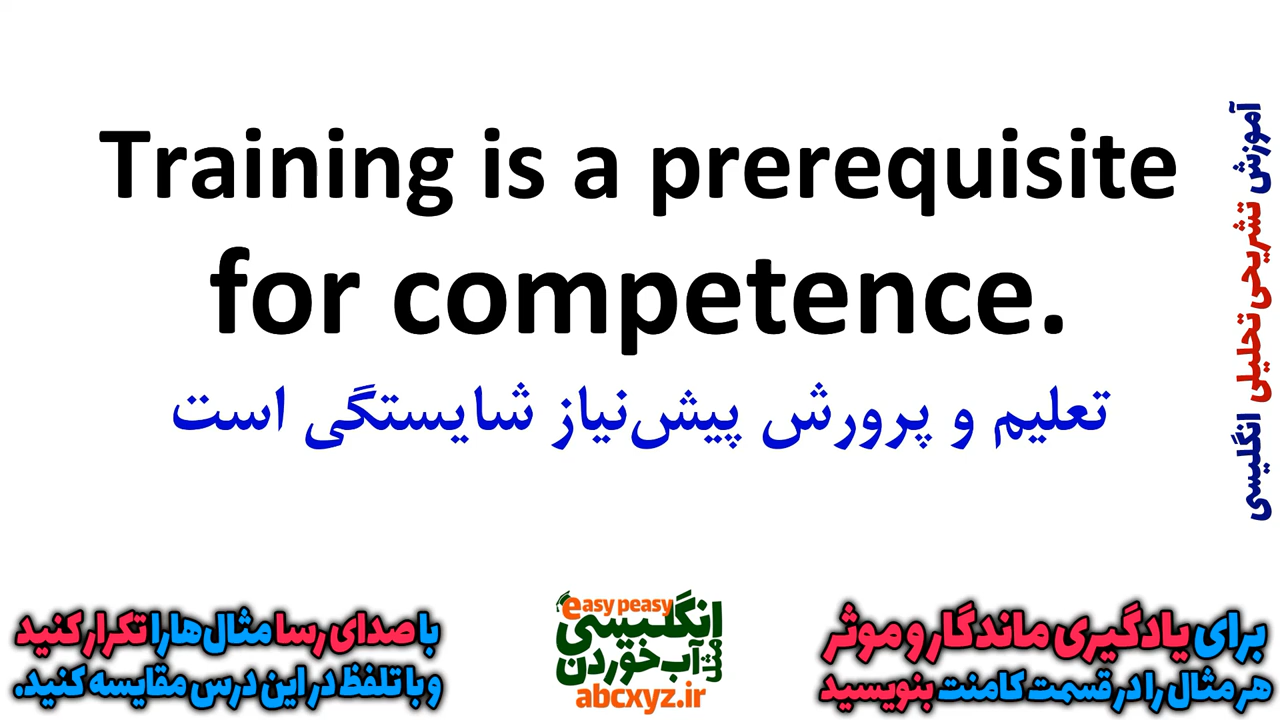 Training is a prerequisite
for competence.
تعلیم و پرورش پیش‌نیاز شایستگی است
آموزش تشریحی تحلیلی انگلیسی
با صدای رسا مثال‌ها را تکرار کنید
و با تلفظ در این درس مقایسه کنید.
easy peasy
انگلیسی
مثل آب خوردن
abcxyz.ir
برای یادگیری ماندگار و موثر
هر مثال را در قسمت کامنت بنویسید